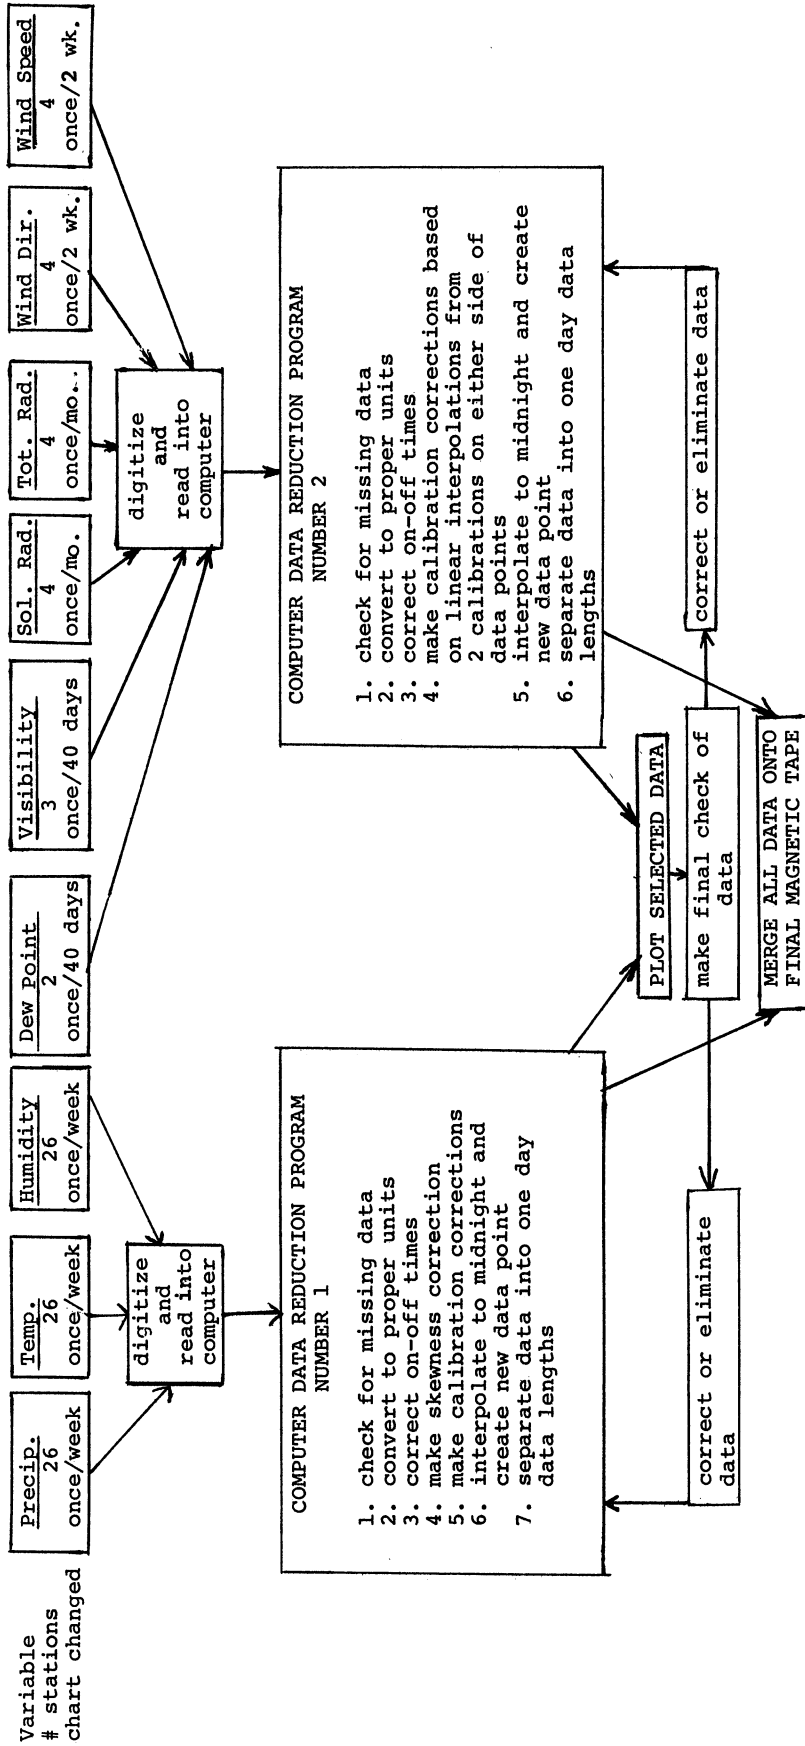 Variable
# stations
chart changed
Precip.
26
once/week
Temp.
26
once/week
Humidity
26
once/week
Dew Point
2
once/40 days
Visibility
3
once/40 days
Sol. Rad.
4
once/mo.
Tot. Rad.
4
once/mo..
Wind Dir.
4
once/2 wk.
Wind Speed
4
once/2 wk.
digitize
and
read into
computer
digitize
and
read into
computer
COMPUTER DATA REDUCTION PROGRAM
NUMBER 1
1. check for missing data
2. convert to proper units
3. correct on-off times
4. make skewness correction
5. make calibration corrections
6. interpolate to midnight and
create new data point
7. separate data into one day
data lengths
COMPUTER DATA REDUCTION PROGRAM
NUMBER 2
1. check for missing data
2. convert to proper units
3. correct on-off times
4. make calibration corrections based
on linear interpolations from
2 calibrations on either side of
data points
5. interpolate to midnight and create
new data point
6. separate data into one day data
lengths
PLOT SELECTED DATA
make final check of
data
correct or eliminate
data
correct or eliminate data
MERGE ALL DATA ONTO
FINAL MAGNETIC TAPE